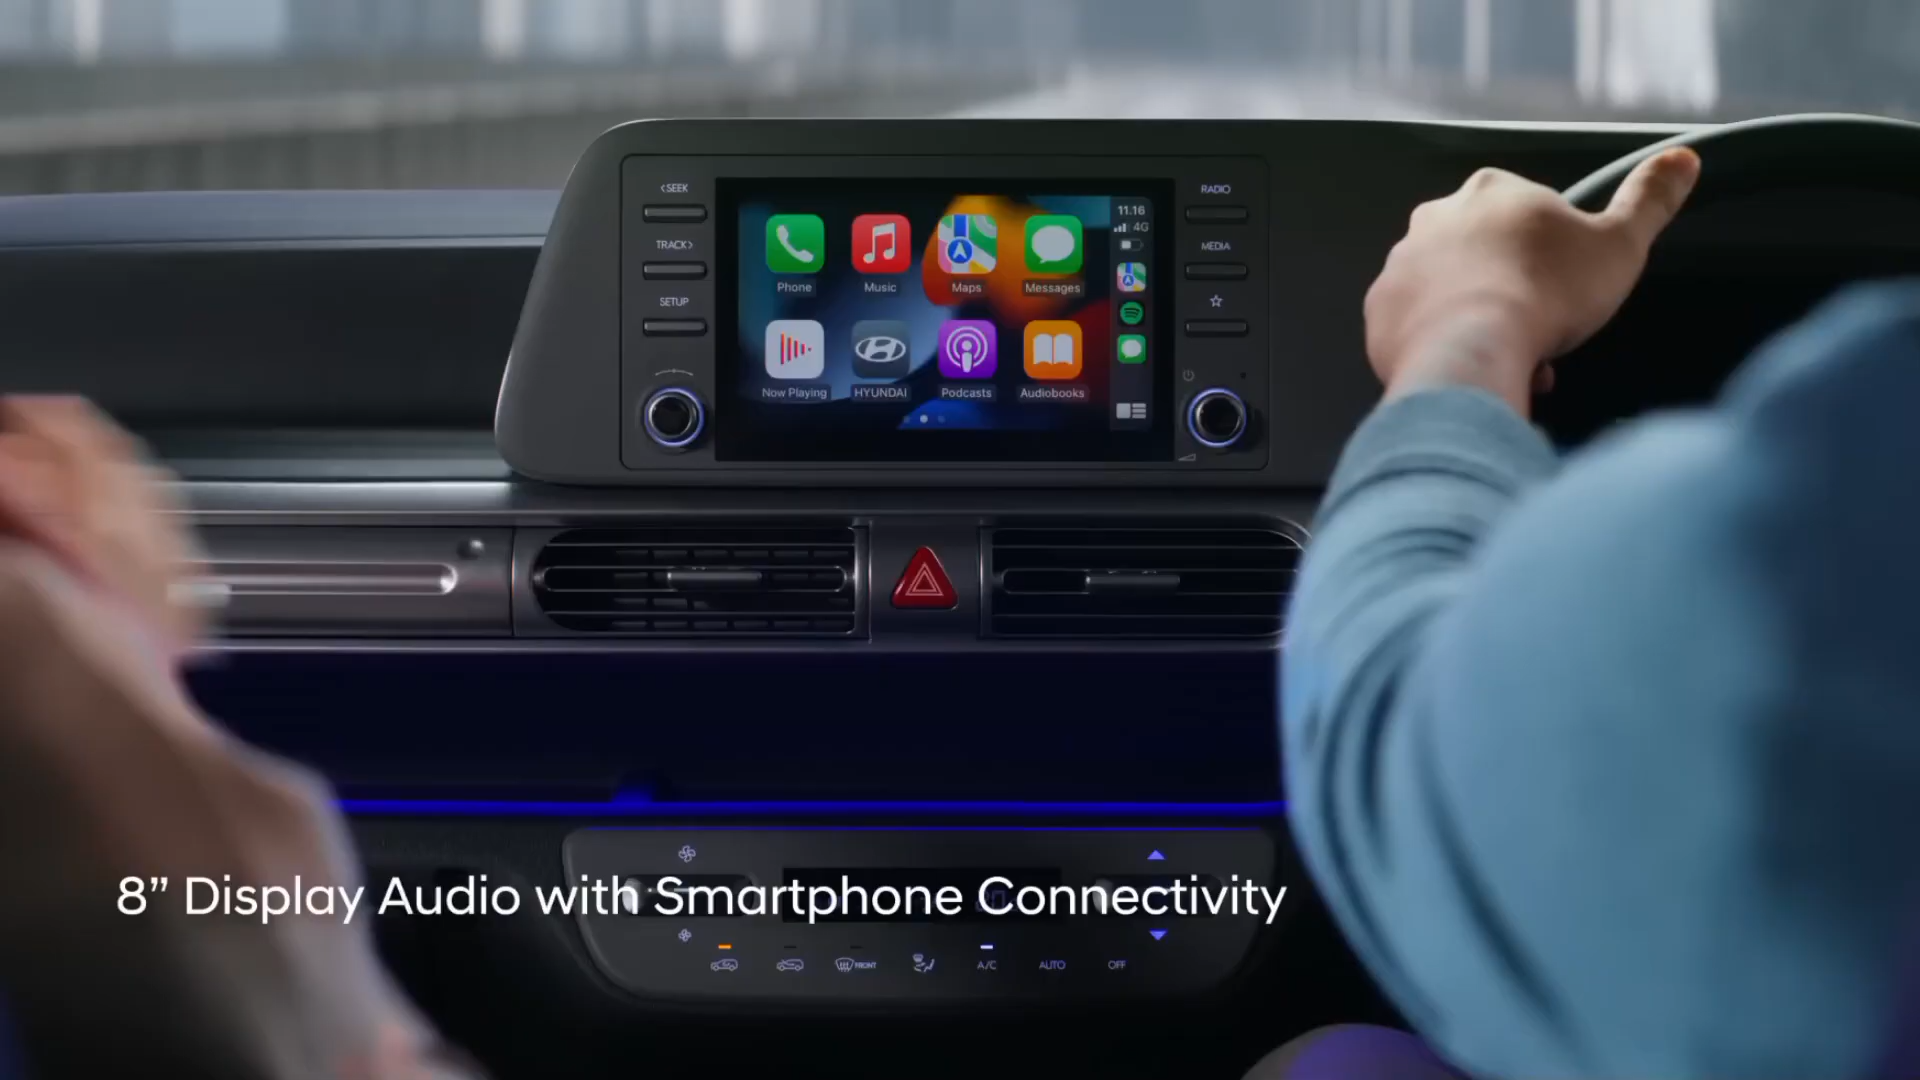 <SEEK
TRACK>
SETUP
RADIO
MEDIA
11.16
4G
Phone
Music
Maps
Messages
Now Playing
HYUNDAI
Podcasts
Audiobooks
8” Display Audio with Smartphone Connectivity
FRONT
A/C
AUTO
OFF